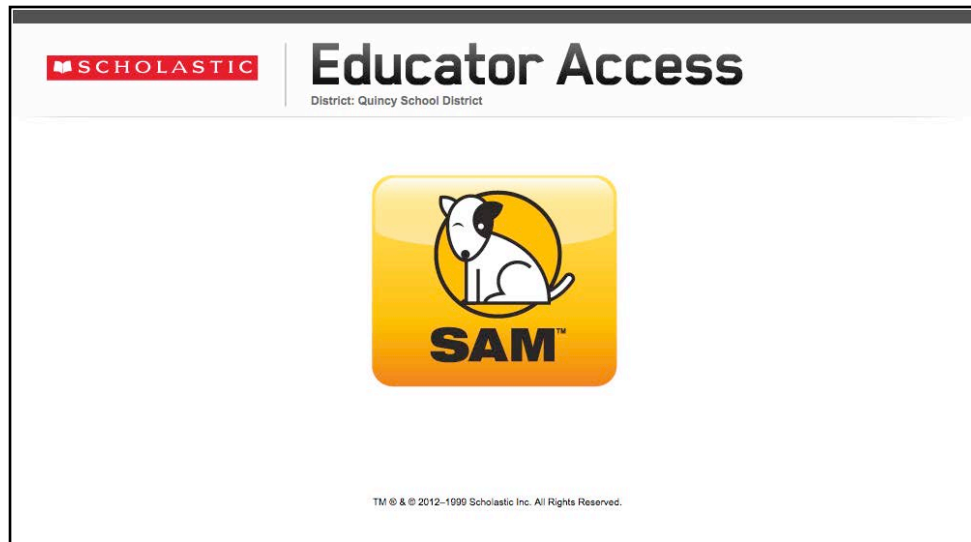 SCHOLASTIC
Educator Access
District: Quincy School District
SAM™
TM ® & © 2012–1999 Scholastic Inc. All Rights Reserved.